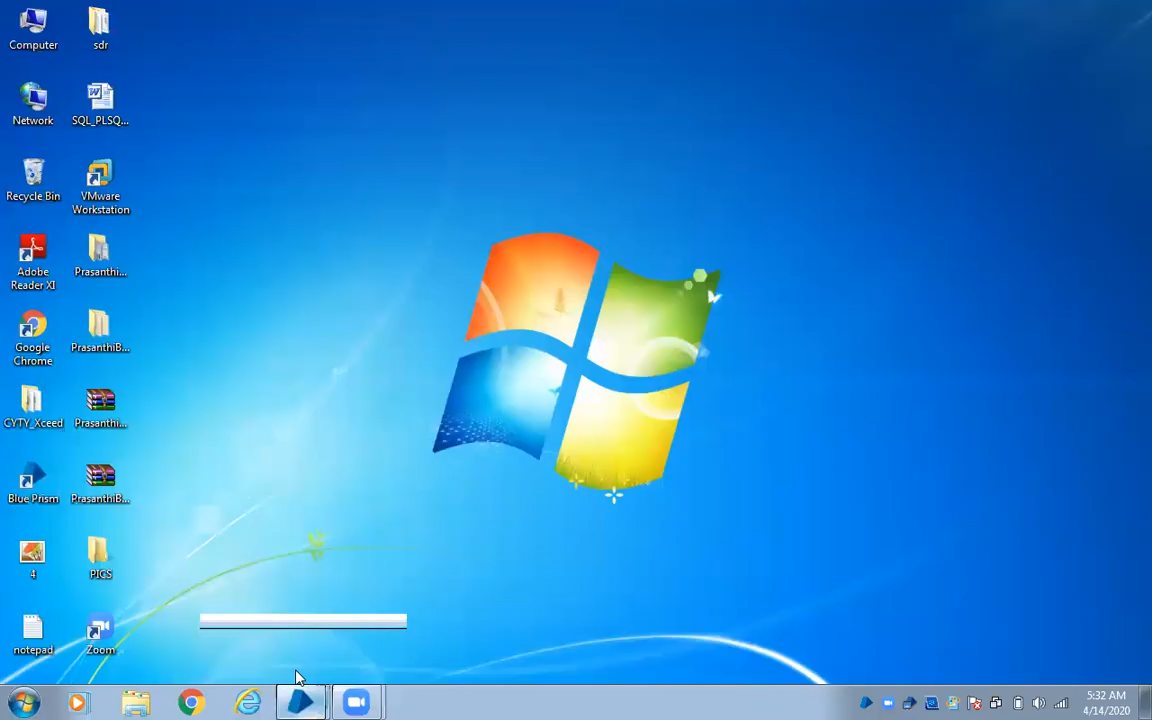 Computer
sdr
Network
SQL_PLSQ...
Recycle Bin
VMware
Workstation
Adobe
Reader XI
Prasanthi...
Google
Chrome
PrasanthiB...
CYTY_Xceed
Prasanthi...
Blue Prism
PrasanthiB...
4
PICS
notepad
Zoom
5:32 AM
4/14/2020